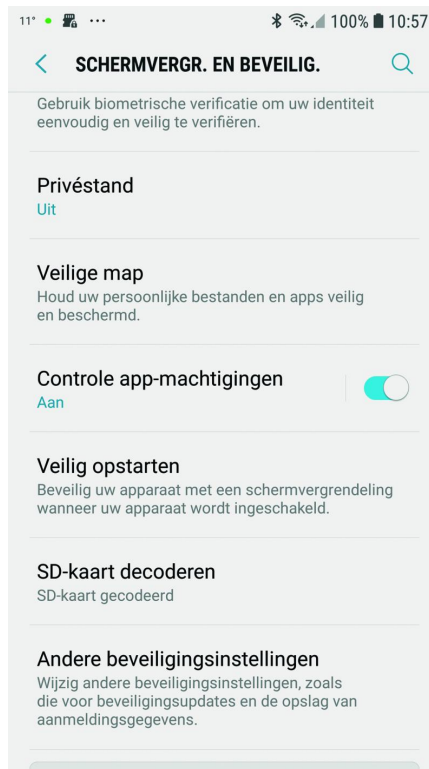 11° 100% 10:57
SCHERMVERGR. EN BEVEILIG.
Gebruik biometrische verificatie om uw identiteit
eenvoudig en veilig te verifiëren.
Privéstand
Uit
Veilige map
Houd uw persoonlijke bestanden en apps veilig
en beschermd.
Controle app-machtigingen
Aan
Veilig opstarten
Beveilig uw apparaat met een schermvergrendeling
wanneer uw apparaat wordt ingeschakeld.
SD-kaart decoderen
SD-kaart gecodeerd
Andere beveiligingsinstellingen
Wijzig andere beveiligingsinstellingen, zoals
die voor beveiligingsupdates en de opslag van
aanmeldingsgegevens.